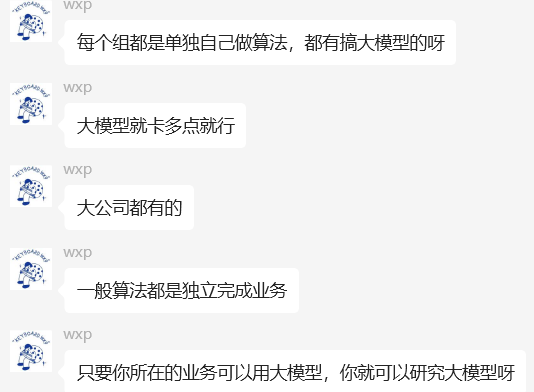 wxp
每个组都是单独自己做算法，都有搞大模型的呀
wxp
大模型就卡多点就行
wxp
大公司都有的
wxp
一般算法都是独立完成业务
wxp
只要你所在的业务可以用大模型，你就可以研究大模型呀